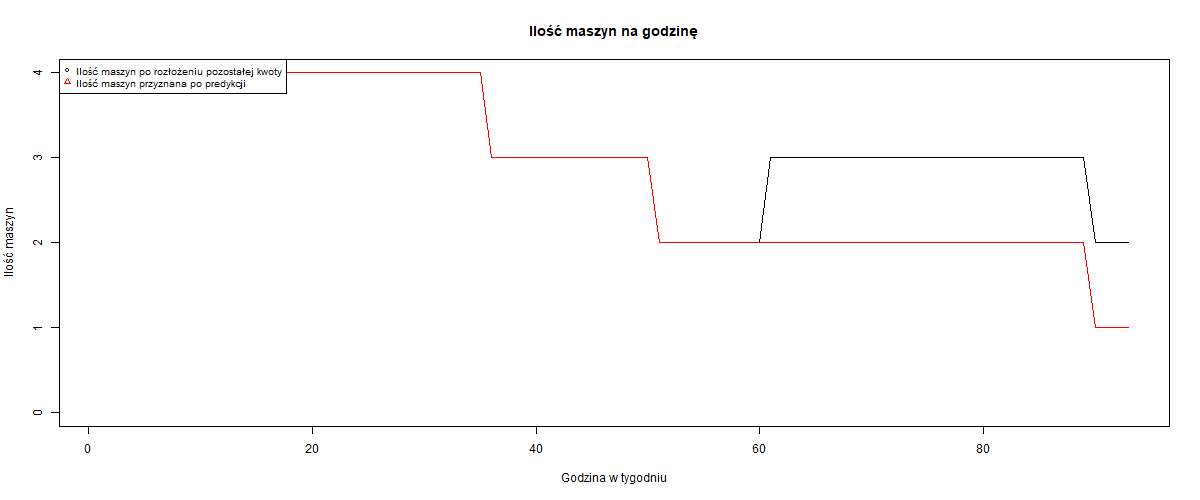 Ilość maszyn na godzinę
Ilość maszyn po rozłożeniu pozostałej kwoty
Ilość maszyn przyznana po predykcji
Ilość maszyn
4
3
2
1
0
0 20 40 60 80
Godzina w tygodniu